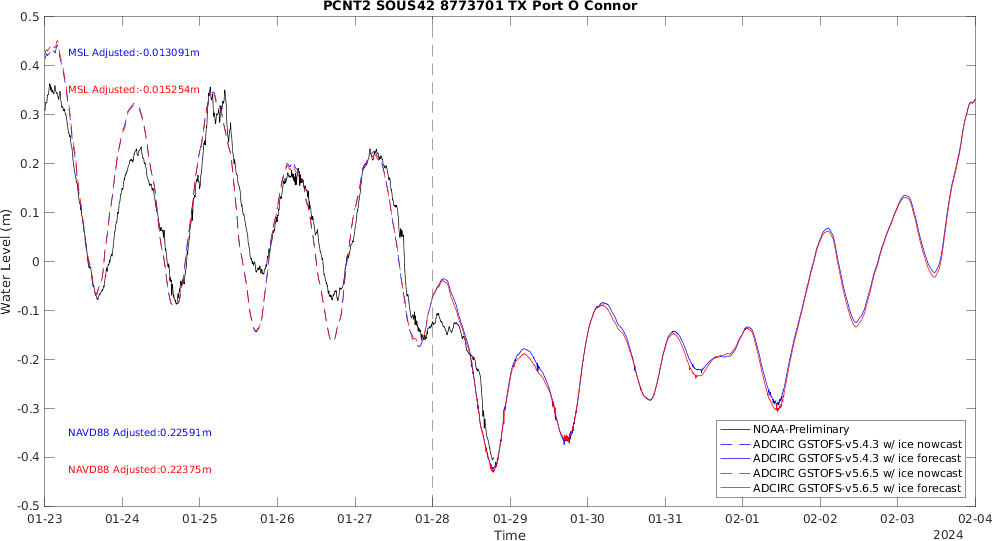 PCNT2 SOUS42 8773701 TX Port O Connor
0.5
0.4
0.3
0.2
0.1
0
-0.1
-0.2
-0.3
-0.4
-0.5
Water Level (m)
MSL Adjusted:-0.013091m
MSL Adjusted:-0.015254m
NAVD88 Adjusted:0.22591m
NAVD88 Adjusted:0.22375m
NOAA-Preliminary
ADCIRC GSTOFS-v5.4.3 w/ ice nowcast
ADCIRC GSTOFS-v5.4.3 w/ ice forecast
ADCIRC GSTOFS-v5.6.5 w/ ice nowcast
ADCIRC GSTOFS-v5.6.5 w/ ice forecast
01-23 01-24 01-25 01-26 01-27 01-28 01-29 01-30 01-31 02-01 02-02 02-03 02-04
Time
2024